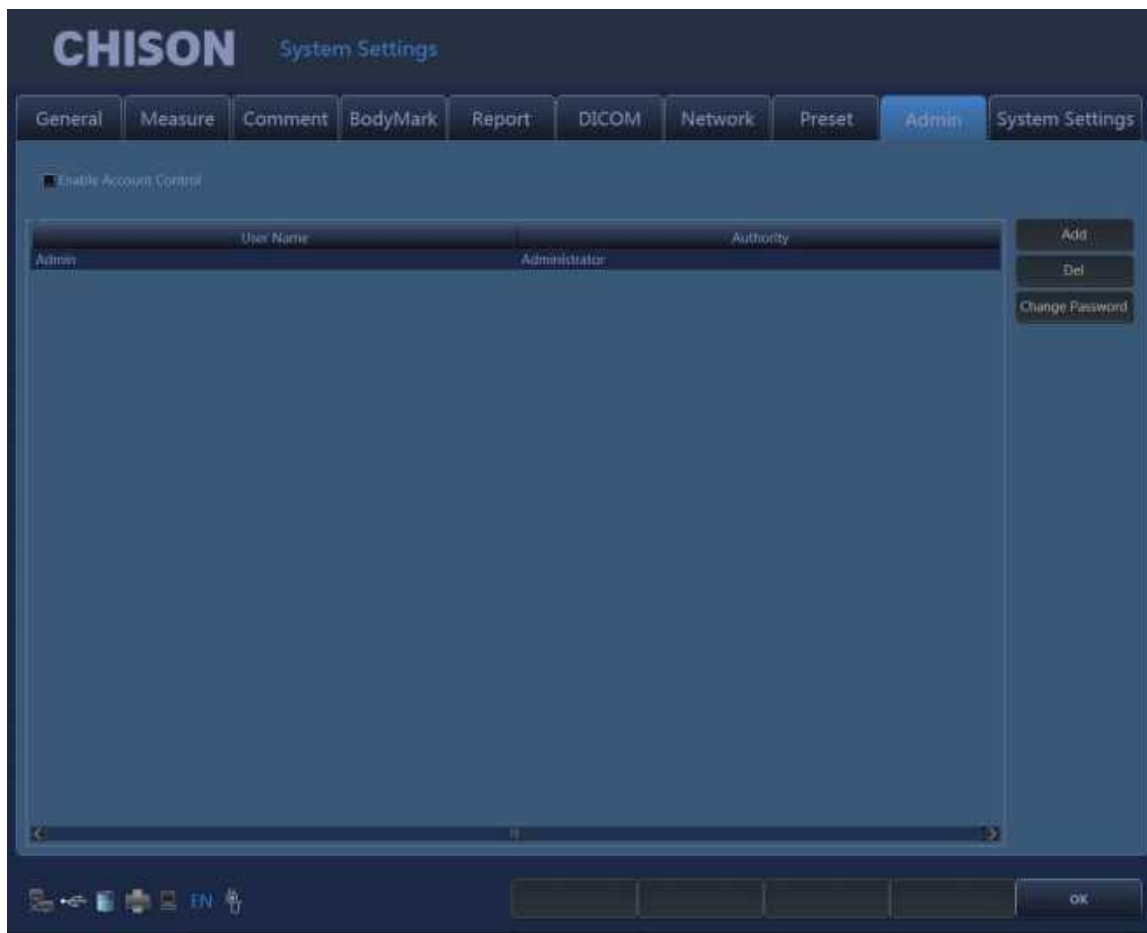 CHISON System Settings
General Measure Comment BodyMark Report DICOM Network Preset Admin System Settings
Enable Account Control
User Name Authority Add
Admin Administrator
Del
Change Password
EN OK